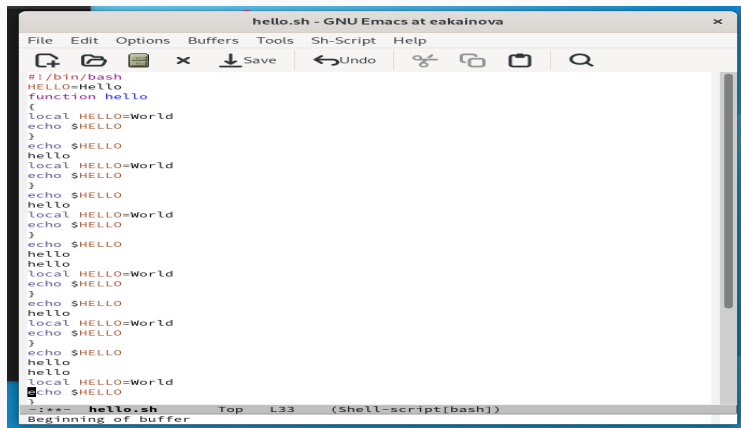 hello.sh - GNU Emacs at eakainova
File Edit Options Buffers Tools Sh-Script Help
Save Undo
#!/bin/bash
HELLO=Hello
function hello
{
local HELLO=World
echo $HELLO
}
echo $HELLO
hello
local HELLO=World
echo $HELLO
}
echo $HELLO
hello
local HELLO=World
echo $HELLO
}
echo $HELLO
hello
hello
local HELLO=World
echo $HELLO
}
echo $HELLO
hello
local HELLO=World
echo $HELLO
}
echo $HELLO
hello
hello
local HELLO=World
echo $HELLO
}
-:**- hello.sh Top L33 (Shell-script[bash])
Beginning of buffer